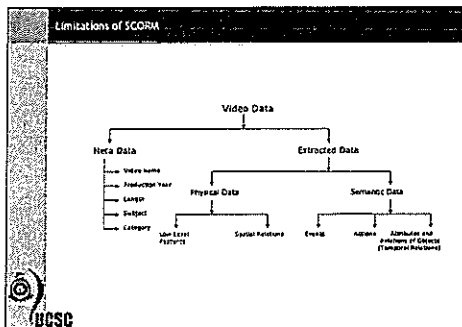 Limitations of SCORM
Video Data
Meta Data
Extracted Data
Video Name
Production Year
Length
Subject
Category
Physical Data
Semantic Data
Low Level
Features
Spatial Relations
Events
Actions
Attributes and
Relations of Objects
(Temporal Relations)
UCSC